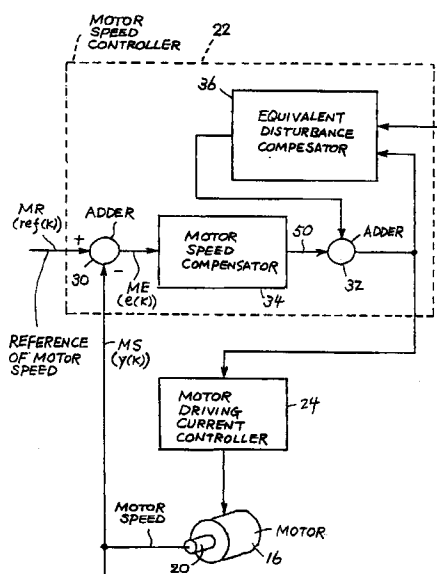 MOTOR
SPEED
CONTROLLER
22
36
EQUIVALENT
DISTURBANCE
COMPESATOR
MR
(ref(k))
ADDER
+
30
-
ME
(e(k))
MOTOR
SPEED
COMPENSATOR
34
50
ADDER
32
REFERENCE
OF MOTOR
SPEED
MS
(y(k))
MOTOR
DRIVING
CURRENT
CONTROLLER
24
MOTOR
SPEED
20
MOTOR
16